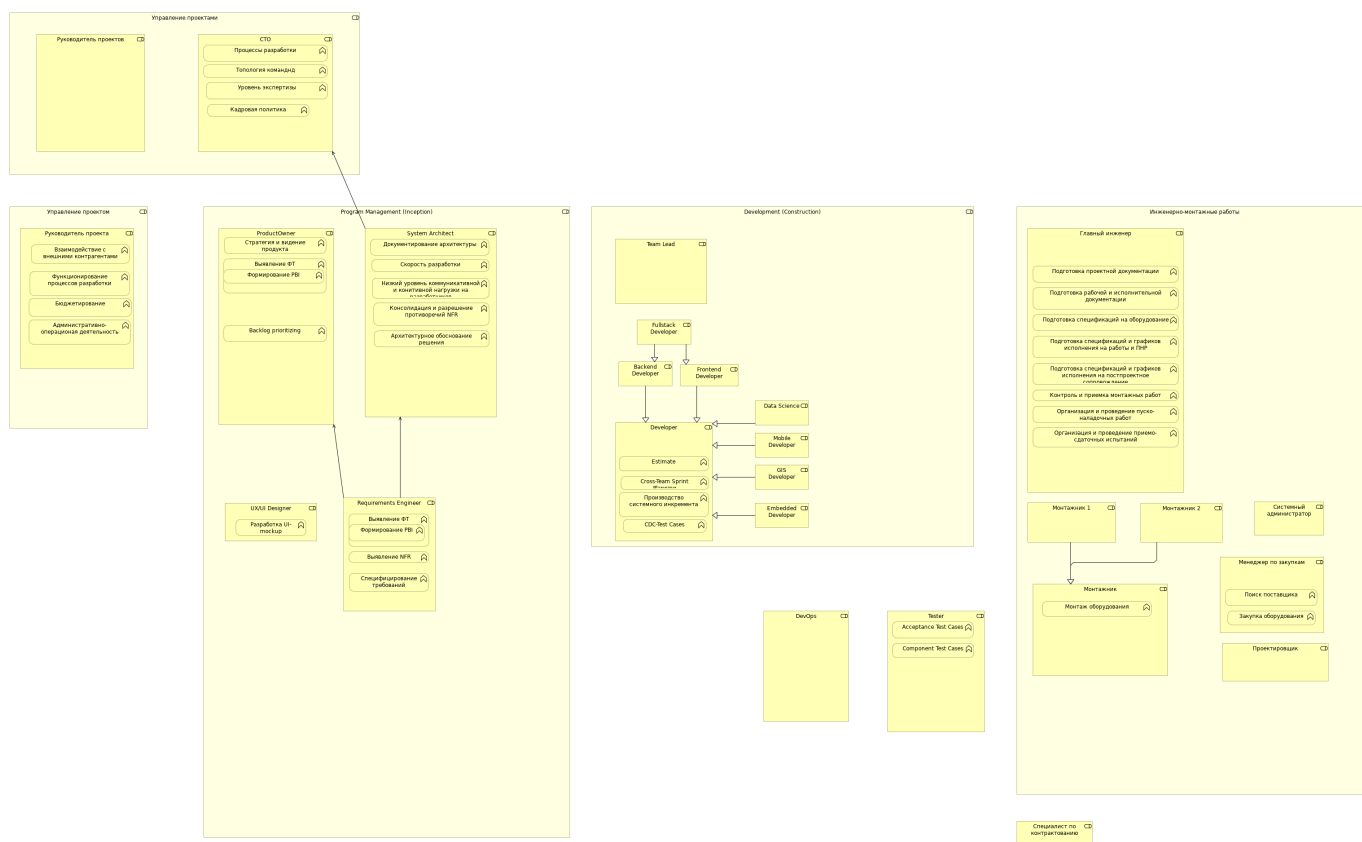 Управление проектами
Руководитель проектов
CTO
Процессы разработки
Топология командд
Уровень экспертизы
Кадровая политика
Управление проектом
Руководитель проекта
Взаимодействие с
внешними контрагентами
Функционирование
процессов разработки
Бюджетирование
Административно-
операционая деятельность
Program Management (Inception)
ProductOwner
Стратегия и видение
продукта
Выявление ФТ
Формирование PBI
Backlog prioritizing
System Architect
Документирование архитектуры
Скорость разработки
Низкий уровень коммуникативной
и конитивной нагрузки на
разработчиков
Консолидация и разрешение
противоречий NFR
Архитектурное обоснование
решения
UX/UI Designer
Разработка UI-
mockup
Requirements Engineer
Выявление ФТ
Формирование PBI
Выявление NFR
Специфицирование
требований
Development (Construction)
Team Lead
Fullstack
Developer
Backend
Developer
Frontend
Developer
Developer
Estimate
Cross-Team Sprint
Planning
Производство
системного инкремента
CDC-Test Cases
Data Science
Mobile
Developer
GIS
Developer
Embedded
Developer
DevOps
Tester
Acceptance Test Cases
Component Test Cases
Инженерно-монтажные работы
Главный инженер
Подготовка проектной документации
Подготовка рабочей и исполнительной
документации
Подготовка спецификаций на оборудование
Подготовка спецификаций и графиков
исполнения на работы и ПНР
Подготовка спецификаций и графиков
исполнения на постпроектное
сопровождение
Контроль и приемка монтажных работ
Организация и проведение пуско-
наладочных работ
Организация и проведение приемо-
сдаточных испытаний
Монтажник 1
Монтажник 2
Системный
администратор
Монтажник
Монтаж оборудования
Менеджер по закупкам
Поиск поставщика
Закупка оборудования
Проектировщик
Специалист по
контрактованию